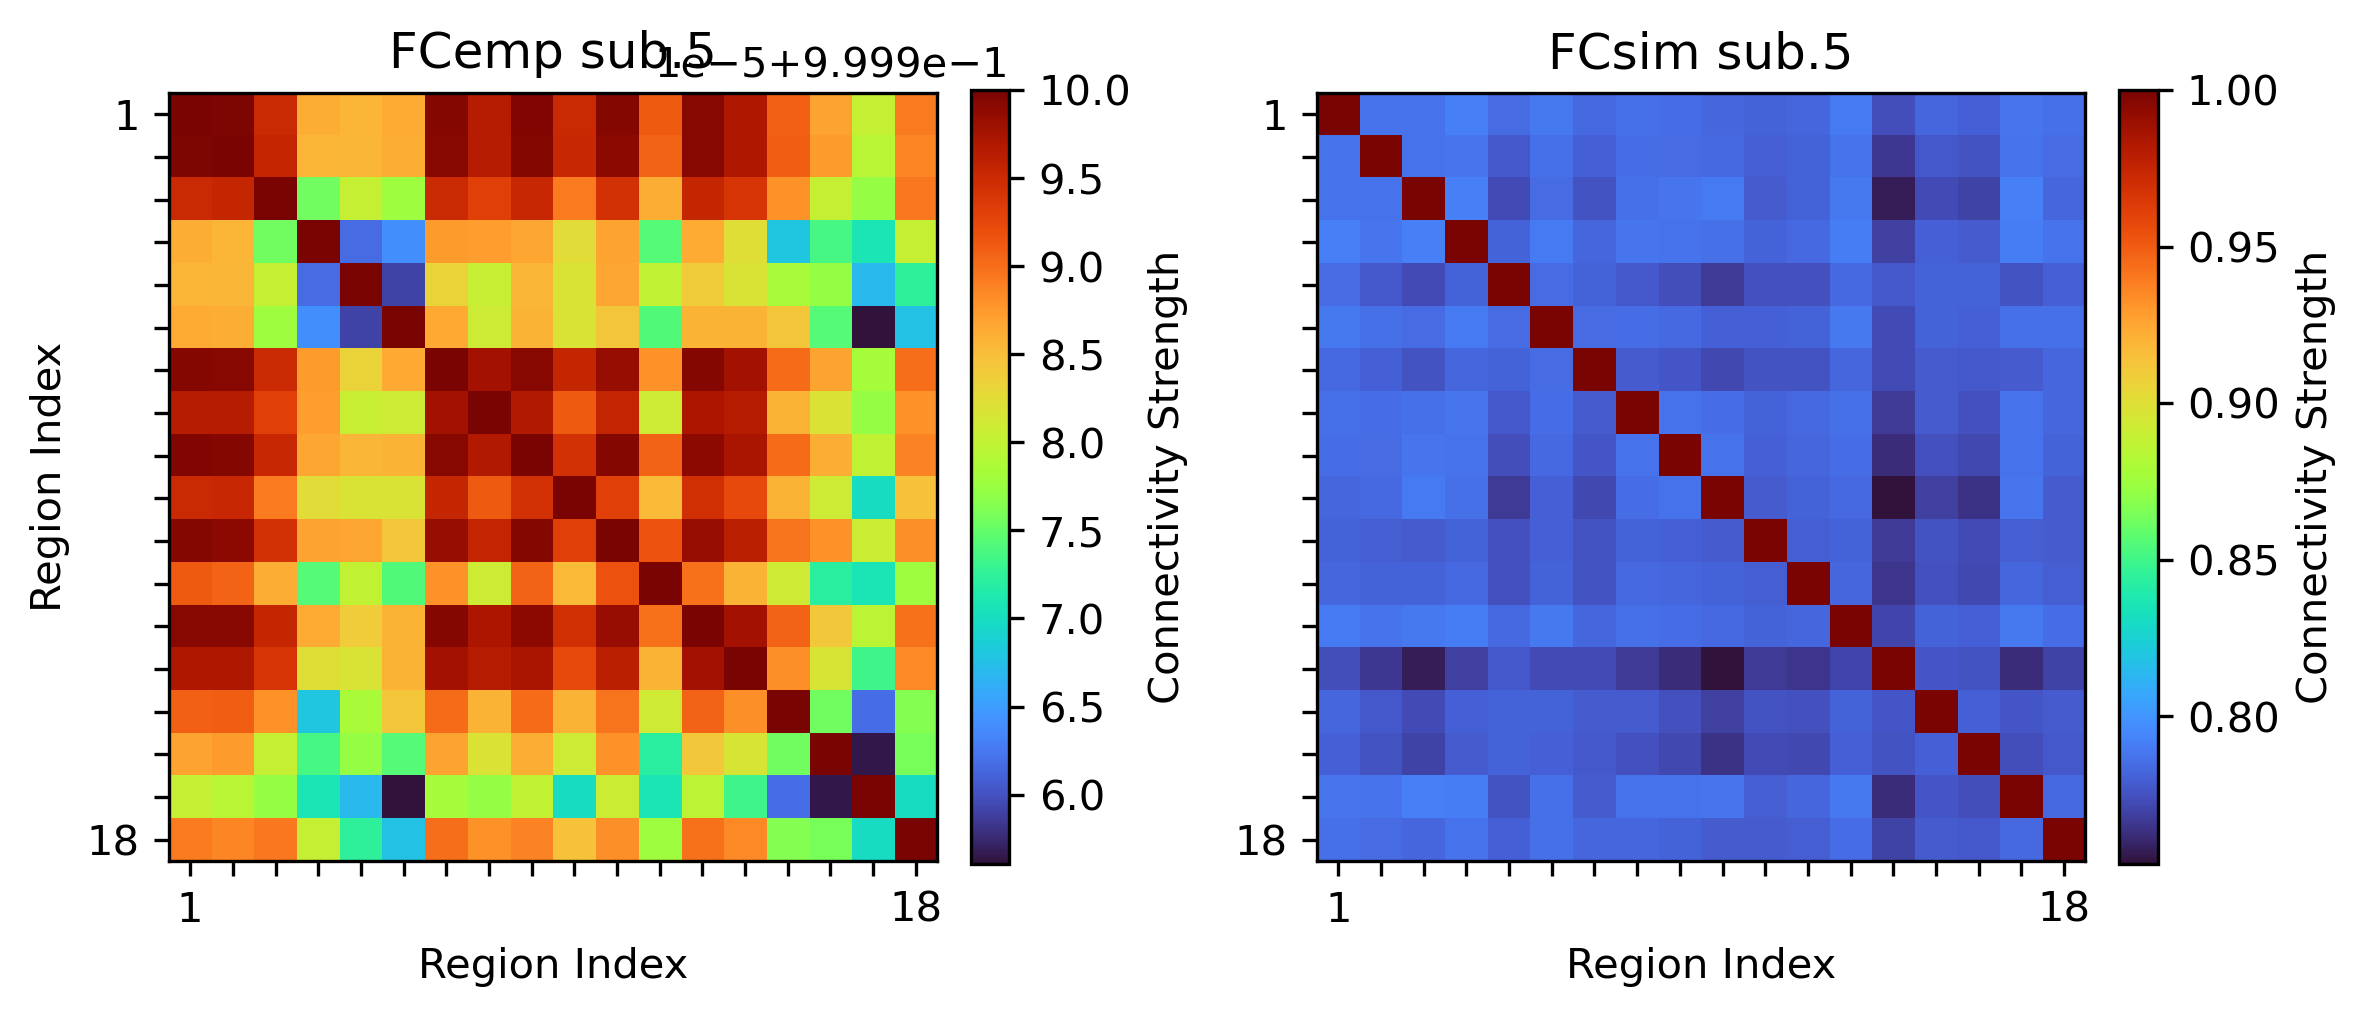 FCemp sub.5
1e−5+9.999e−1
1
18
1
18
Region Index
Region Index
10.0
9.5
9.0
8.5
8.0
7.5
7.0
6.5
6.0
Connectivity Strength
FCsim sub.5
1
18
1
18
Region Index
1.00
0.95
0.90
0.85
0.80
Connectivity Strength